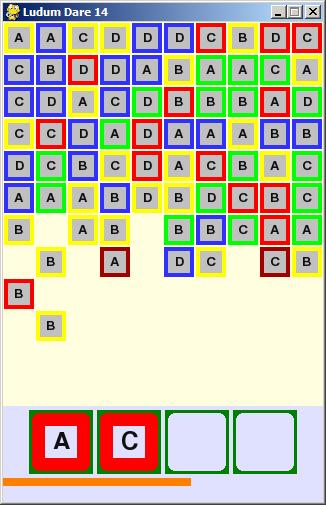 Ludum Dare 14
A A C D D D C B D C
C B D D A B A A C A
C D A C D B B B A D
C C D A D A A A B B
D C B C D A C B A C
A A A B D B D C B C
B A B B B C A A
B A D C C B
B
B
A C